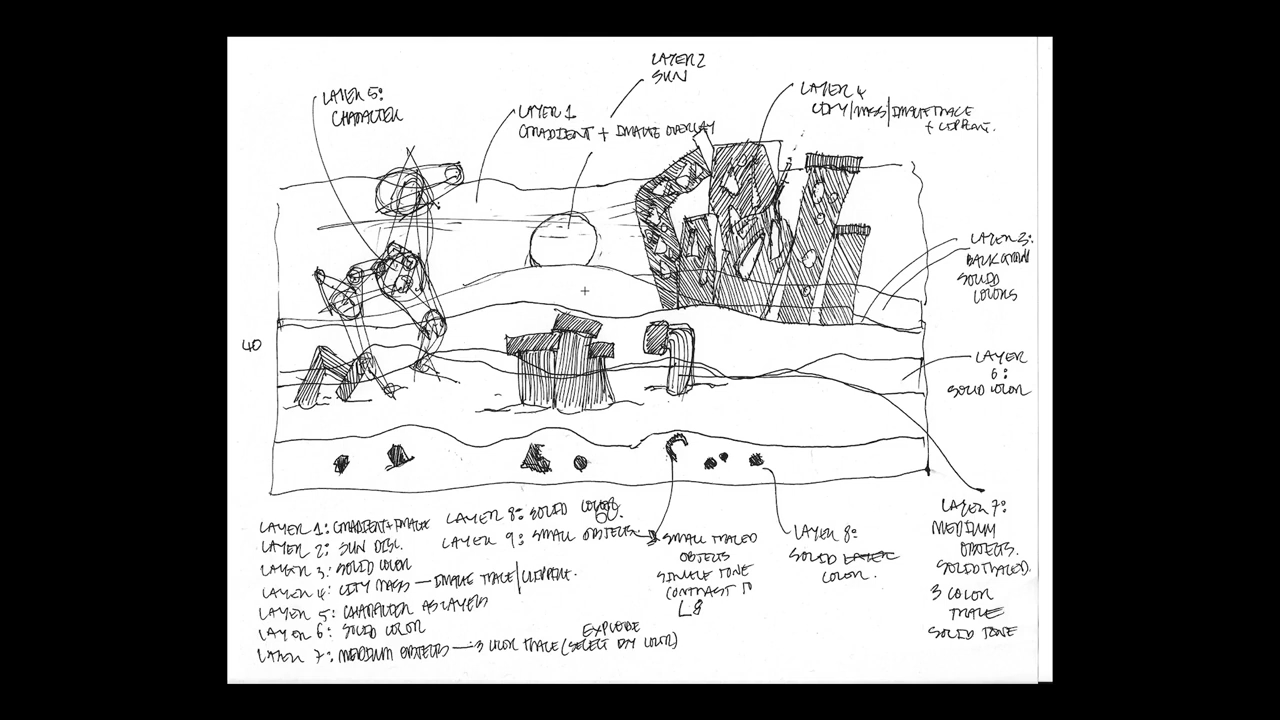 LAYER 2
SUN
LAYER 5:
CHARACTER
LAYER 1
GRADIENT + IMAGE OVERLAY
LAYER 4
CITY/MASS/IMAGE TRACE
+ CLIPPENT.
LAYER 3:
BACKGROUND
SOLID
COLORS
40
LAYER
6:
SOLID COLOR
LAYER 1: GRADIENT + IMAGE
LAYER 2: SUN DISC.
LAYER 3: SOLID COLOR
LAYER 4: CITY MASS — IMAGE TRACE/CLIPPENT.
LAYER 5: CHARACTER AS LAYERS
LAYER 6: SOLID COLOR
LAYER 7: MEDIUM OBJECTS — 3 COLOR TRACE (SELECT BY COLOR)
EXPLODE
LAYER 8: SOLID COLOR.
LAYER 9: SMALL OBJECTS
SMALL TRACED
OBJECTS
SINGLE TONE
CONTRAST TO
L8
LAYER 8:
SOLID LAYER
COLOR.
LAYER 7:
MEDIUM
OBJECTS.
SOLID TRACED.
3 COLOR
TRACE
SOLID TONE